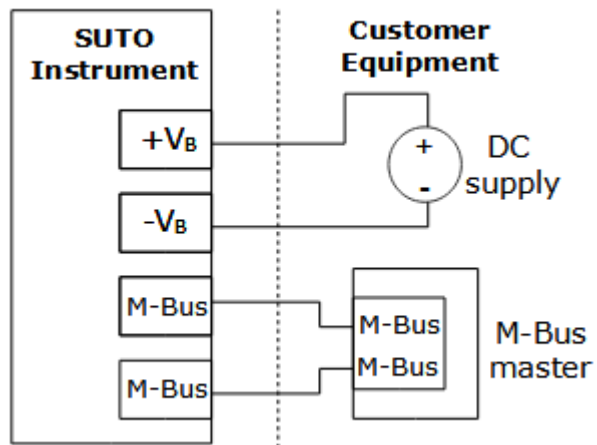 SUTO
Instrument
Customer
Equipment
+VB
-VB
M-Bus
M-Bus
+
-
DC
supply
M-Bus
M-Bus
M-Bus
master